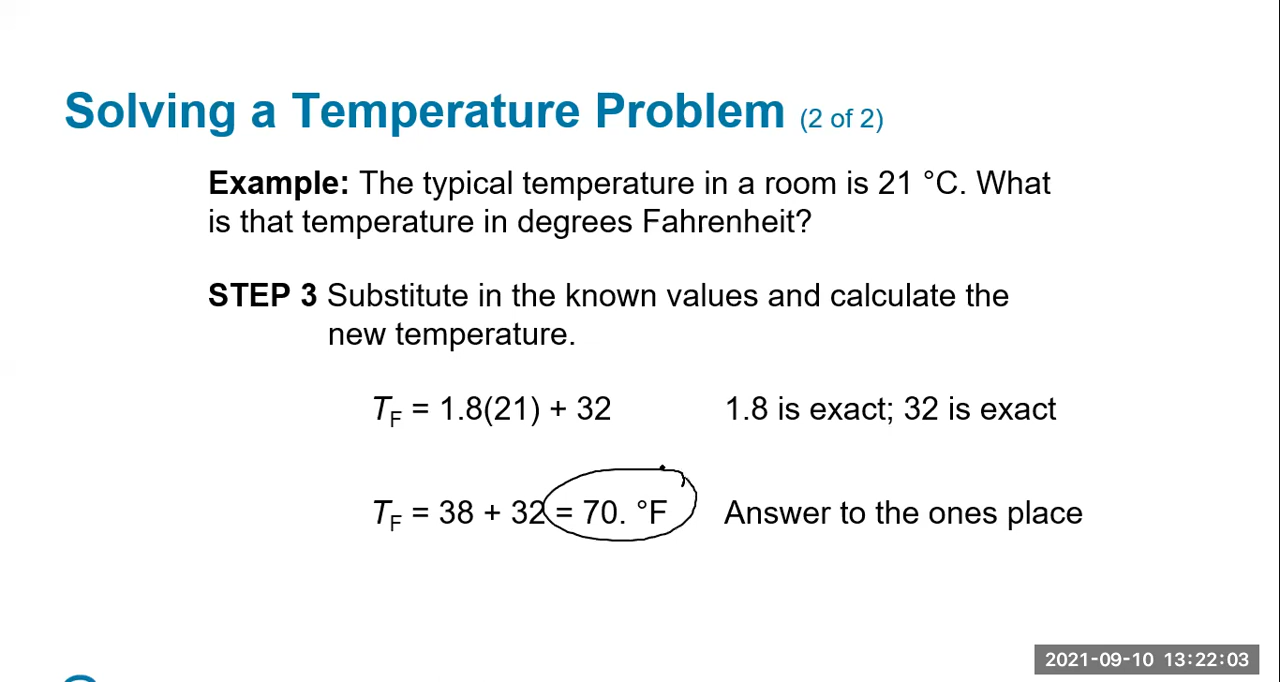 Solving a Temperature Problem (2 of 2)
Example: The typical temperature in a room is 21 °C. What
is that temperature in degrees Fahrenheit?
STEP 3 Substitute in the known values and calculate the
new temperature.
TF = 1.8(21) + 32 1.8 is exact; 32 is exact
TF = 38 + 32 = 70. °F Answer to the ones place
2021-09-10 13:22:03